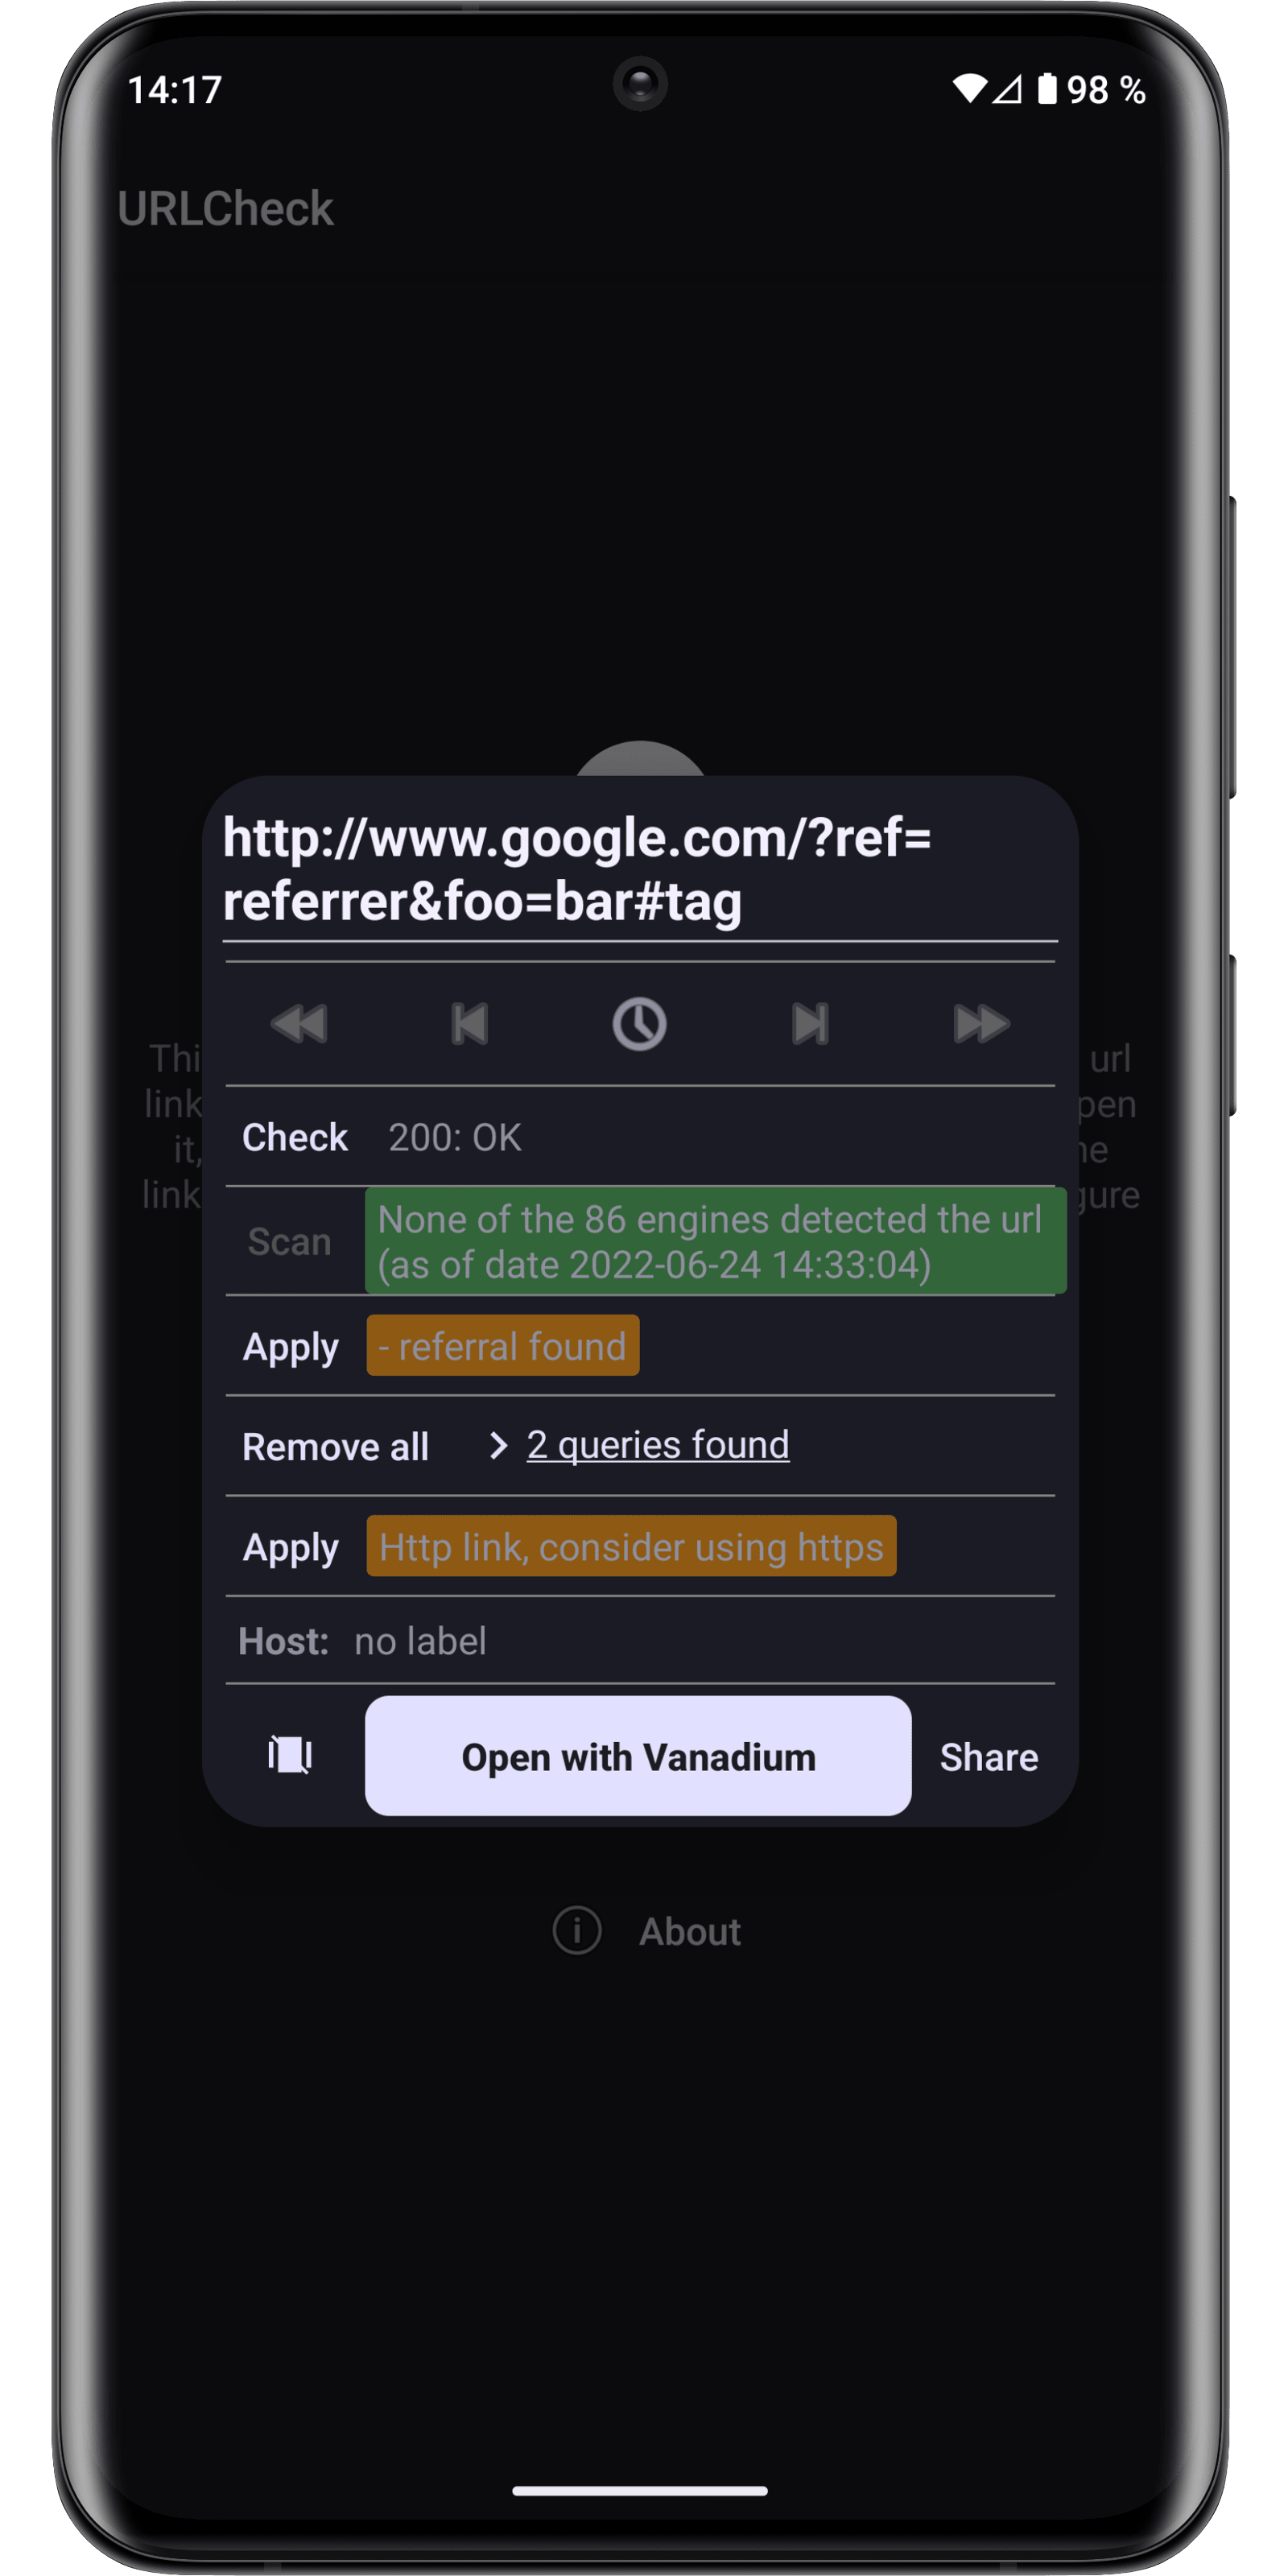 14:17
98 %
URLCheck
http://www.google.com/?ref=
referrer&foo=bar#tag
Thi
url
link
pen
it,
he
link
gure
Check 200: OK
Scan None of the 86 engines detected the url
(as of date 2022-06-24 14:33:04)
Apply - referral found
Remove all 2 queries found
Apply Http link, consider using https
Host: no label
Open with Vanadium Share
About